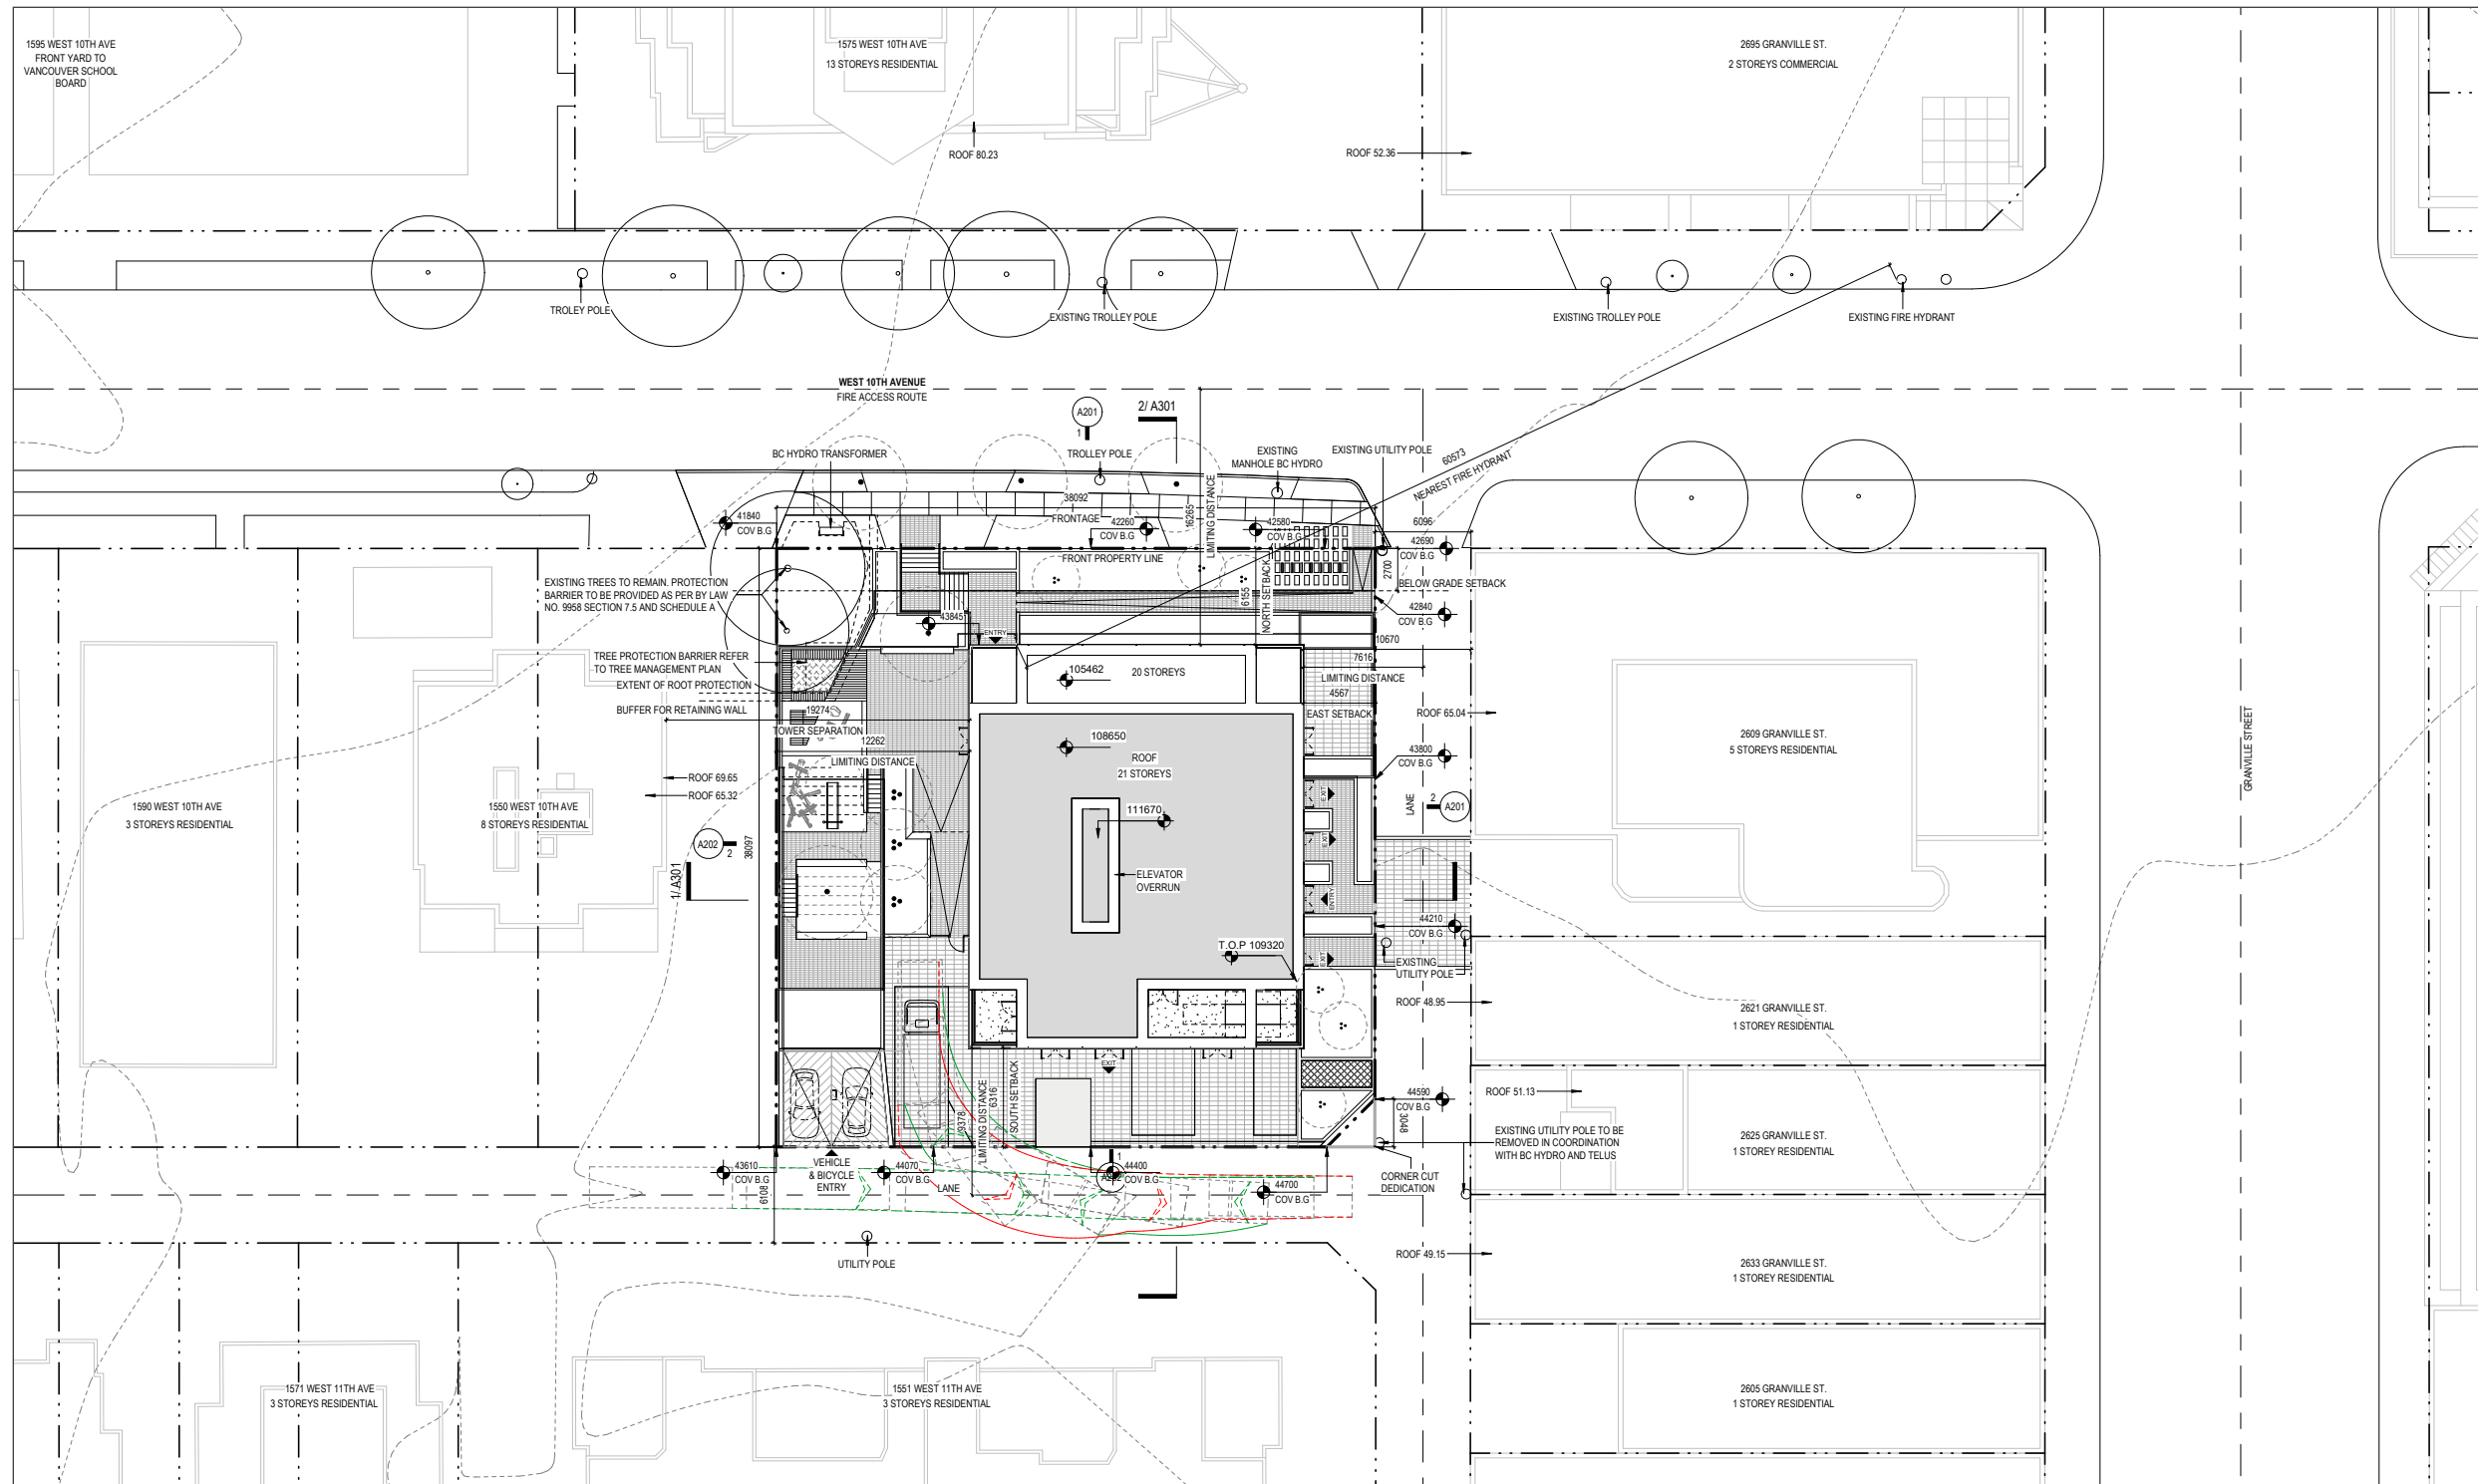 1595 WEST 10TH AVE
FRONT YARD TO
VANCOUVER SCHOOL
BOARD
1575 WEST 10TH AVE
13 STOREYS RESIDENTIAL
2695 GRANVILLE ST.
2 STOREYS COMMERCIAL
ROOF 80.23
ROOF 52.36
TROLEY POLE
EXISTING TROLLEY POLE
EXISTING TROLLEY POLE
EXISTING FIRE HYDRANT
WEST 10TH AVENUE
FIRE ACCESS ROUTE
A201
1
2/ A301
BC HYDRO TRANSFORMER
TROLLEY POLE
EXISTING
MANHOLE BC HYDRO
EXISTING UTILITY POLE
60573
NEAREST FIRE HYDRANT
38092
FRONTAGE
16265
LIMITING DISTANCE
41840
COV B.G
42260
COV B.G
42580
COV B.G
6096
42690
COV B.G
FRONT PROPERTY LINE
2700
BELOW GRADE SETBACK
EXISTING TREES TO REMAIN. PROTECTION
BARRIER TO BE PROVIDED AS PER BY LAW
NO. 9958 SECTION 7.5 AND SCHEDULE A
6155
NORTH SETBACK
42840
COV B.G
43845
ENTRY
10670
TREE PROTECTION BARRIER REFER
TO TREE MANAGEMENT PLAN
EXTENT OF ROOT PROTECTION
BUFFER FOR RETAINING WALL
105462
20 STOREYS
7616
LIMITING DISTANCE
4567
EAST SETBACK
ROOF 65.04
19274
TOWER SEPARATION
12262
LIMITING DISTANCE
108650
ROOF
21 STOREYS
43800
COV B.G
2609 GRANVILLE ST.
5 STOREYS RESIDENTIAL
GRANVILLE STREET
ROOF 69.65
ROOF 65.32
1590 WEST 10TH AVE
3 STOREYS RESIDENTIAL
1550 WEST 10TH AVE
8 STOREYS RESIDENTIAL
111670
EXIT
LANE
2
A201
A202
2
38097
EXIT
1/ A301
ELEVATOR
OVERRUN
ENTRY
44210
COV B.G
T.O.P 109320
EXIT
EXISTING
UTILITY POLE
ROOF 48.95
2621 GRANVILLE ST.
1 STOREY RESIDENTIAL
EXIT
9378
LIMITING DISTANCE
6316
SOUTH SETBACK
44590
COV B.G
3048
ROOF 51.13
EXISTING UTILITY POLE TO BE
REMOVED IN COORDINATION
WITH BC HYDRO AND TELUS
2625 GRANVILLE ST.
1 STOREY RESIDENTIAL
43610
COV B.G
VEHICLE
& BICYCLE
ENTRY
44070
COV B.G
LANE
1
44400
COV B.G
44700
COV B.G
CORNER CUT
DEDICATION
6108
UTILITY POLE
ROOF 49.15
2633 GRANVILLE ST.
1 STOREY RESIDENTIAL
1571 WEST 11TH AVE
3 STOREYS RESIDENTIAL
1551 WEST 11TH AVE
3 STOREYS RESIDENTIAL
2605 GRANVILLE ST.
1 STOREY RESIDENTIAL